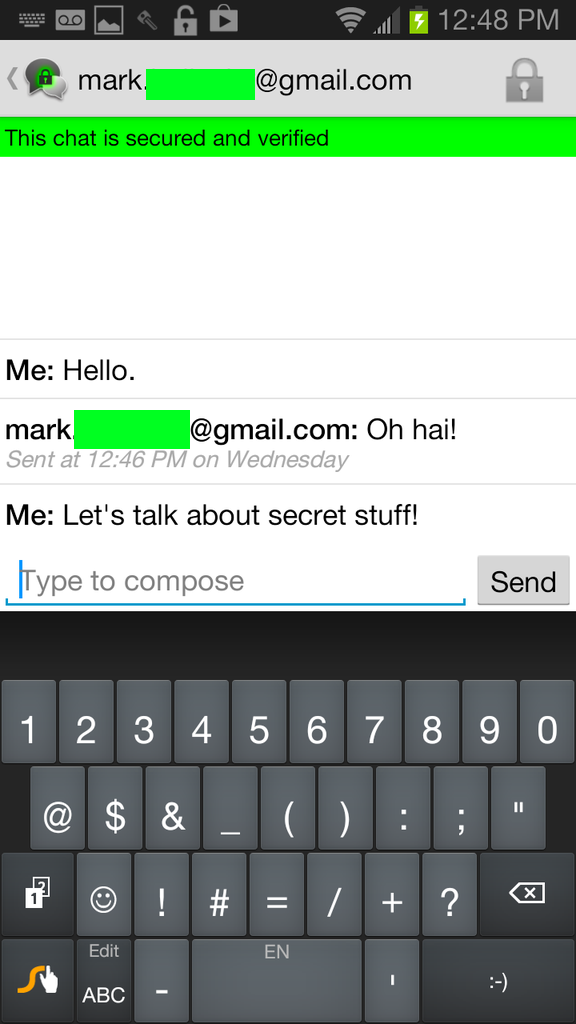 12:48 PM
mark. @gmail.com
This chat is secured and verified
Me: Hello.
mark. @gmail.com: Oh hai!
Sent at 12:46 PM on Wednesday
Me: Let's talk about secret stuff!
Type to compose
Send
1 2 3 4 5 6 7 8 9 0
@ $ & _ ( ) : ; "
1 2 ! # = / + ?
Edit EN
ABC - ' :-)